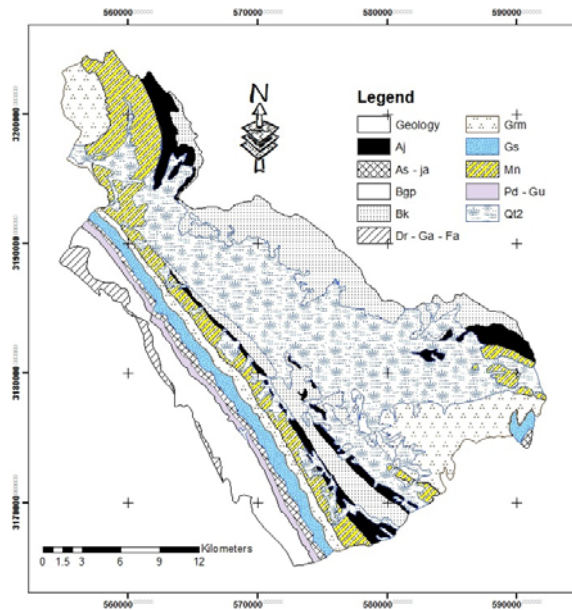 560000 570000 580000 590000
N
Legend
Geology
Aj
As - ja
Bgp
Bk
Dr - Ga - Fa
Grm
Gs
Mn
Pd - Gu
Qt2
3200000
3190000
3180000
3170000
Kilometers
0 1.5 3 6 9 12
560000 570000 580000 590000